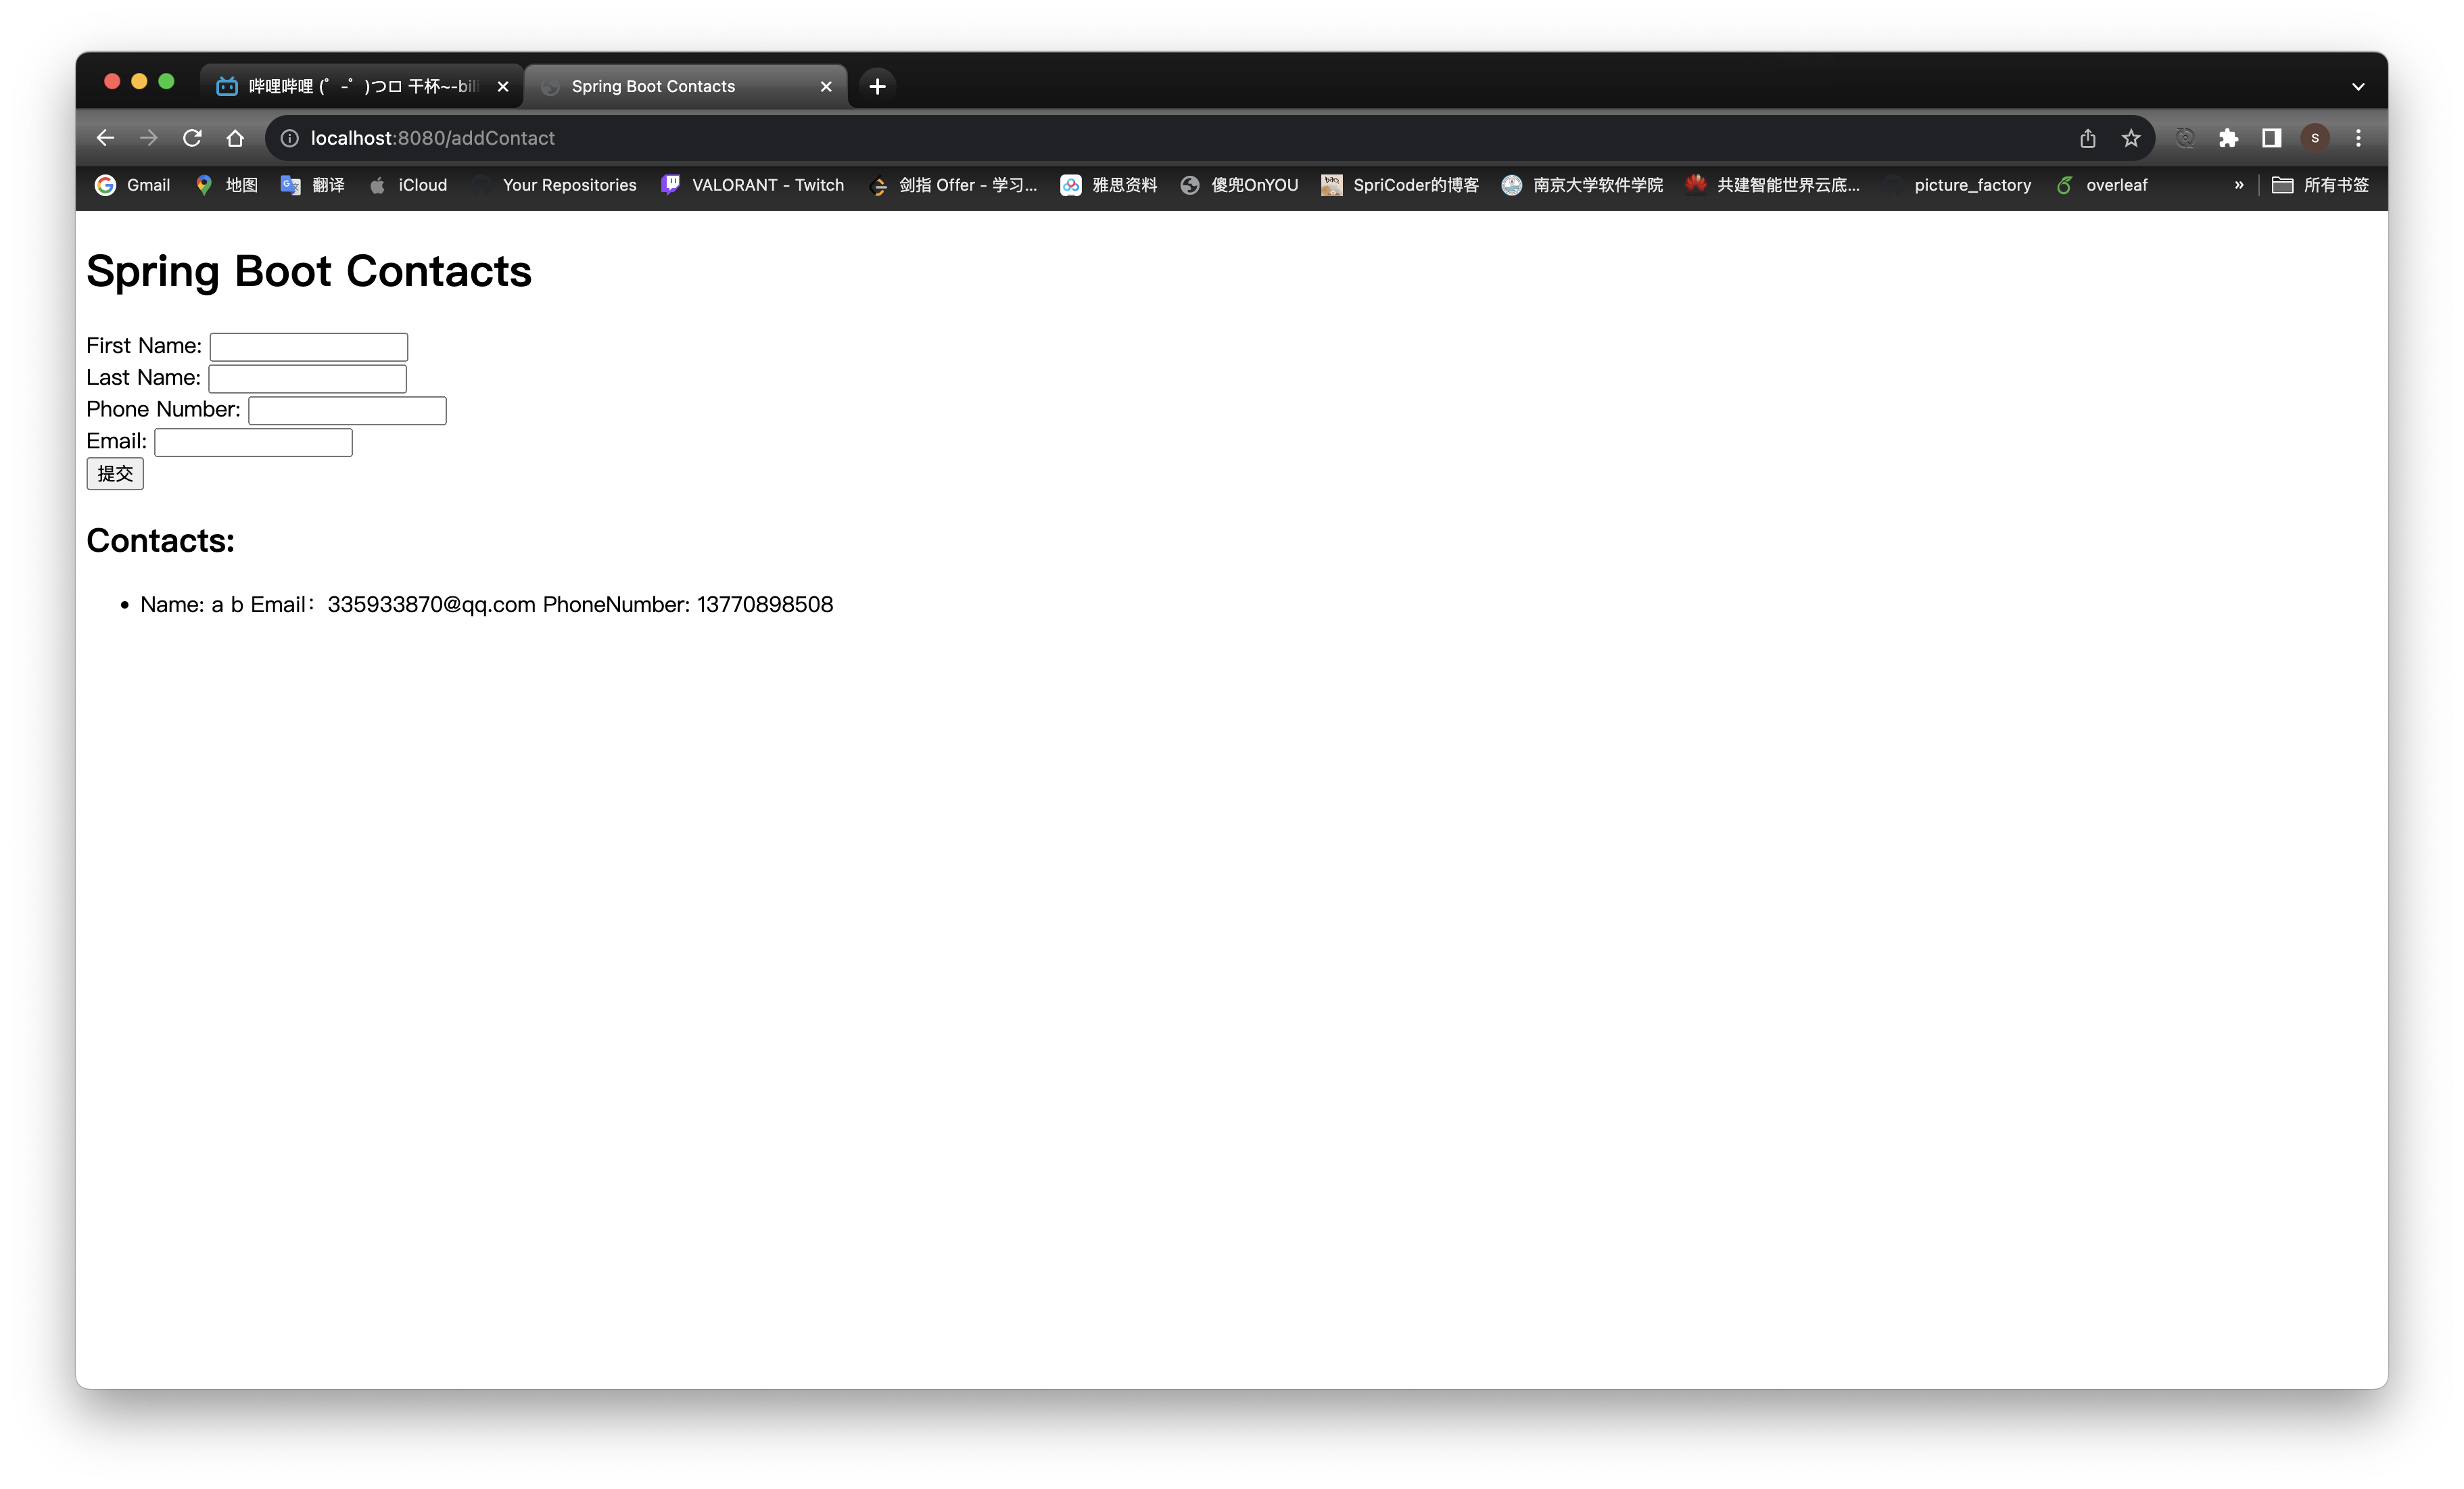 哔哩哔哩 (゜-゜)つロ 干杯~-bili
Spring Boot Contacts
localhost:8080/addContact
S
Gmail 地图 翻译 iCloud Your Repositories VALORANT - Twitch 剑指 Offer - 学习... 雅思资料 傻兜OnYOU SpriCoder的博客 南京大学软件学院 共建智能世界云底... picture_factory overleaf » 所有书签
Spring Boot Contacts
First Name:
Last Name:
Phone Number:
Email:
提交
Contacts:
• Name: a b Email：335933870@qq.com PhoneNumber: 13770898508